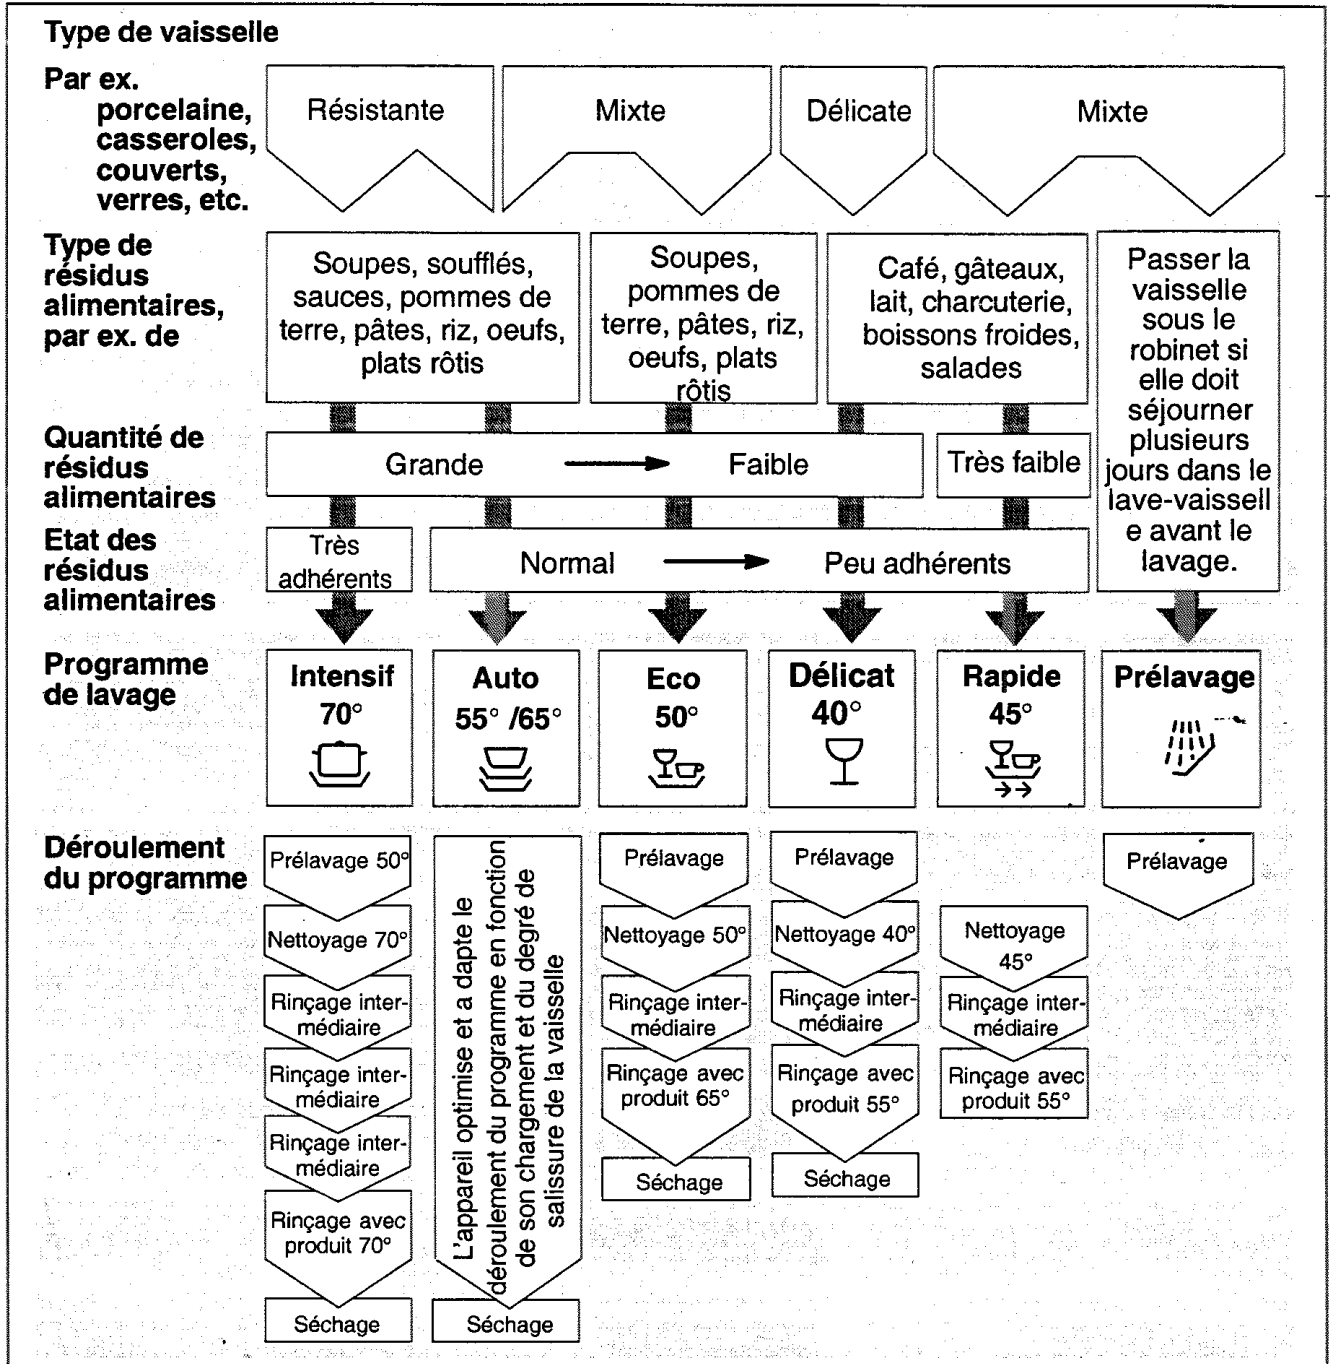 Type de vaisselle
Par ex.
porcelaine,
casseroles,
couverts,
verres, etc.
Résistante
Mixte
Délicate
Mixte
Type de
résidus
alimentaires,
par ex. de
Soupes, soufflés,
sauces, pommes de
terre, pâtes, riz, oeufs,
plats rôtis
Soupes,
pommes de
terre, pâtes, riz,
oeufs, plats
rôtis
Café, gâteaux,
lait, charcuterie,
boissons froides,
salades
Passer la
vaisselle
sous le
robinet si
elle doit
séjourner
plusieurs
jours dans le
lave-vaissell
e avant le
lavage.
Quantité de
résidus
alimentaires
Grande
Faible
Très faible
Etat des
résidus
alimentaires
Très
adhérents
Normal
Peu adhérents
Programme
de lavage
Intensif
70°
Auto
55° /65°
Eco
50°
Délicat
40°
Rapide
45°
Prélavage
Déroulement
du programme
Prélavage 50°
Nettoyage 70°
Rinçage inter-
médiaire
Rinçage inter-
médiaire
Rinçage inter-
médiaire
Rinçage avec
produit 70°
Séchage
L'appareil optimise et a dapte le
déroulement du programme en fonction
de son chargement et du degré de
salissure de la vaisselle
Séchage
Prélavage
Nettoyage 50°
Rinçage inter-
médiaire
Rinçage avec
produit 65°
Séchage
Prélavage
Nettoyage 40°
Rinçage inter-
médiaire
Rinçage avec
produit 55°
Séchage
Nettoyage
45°
Rinçage inter-
médiaire
Rinçage avec
produit 55°
Prélavage